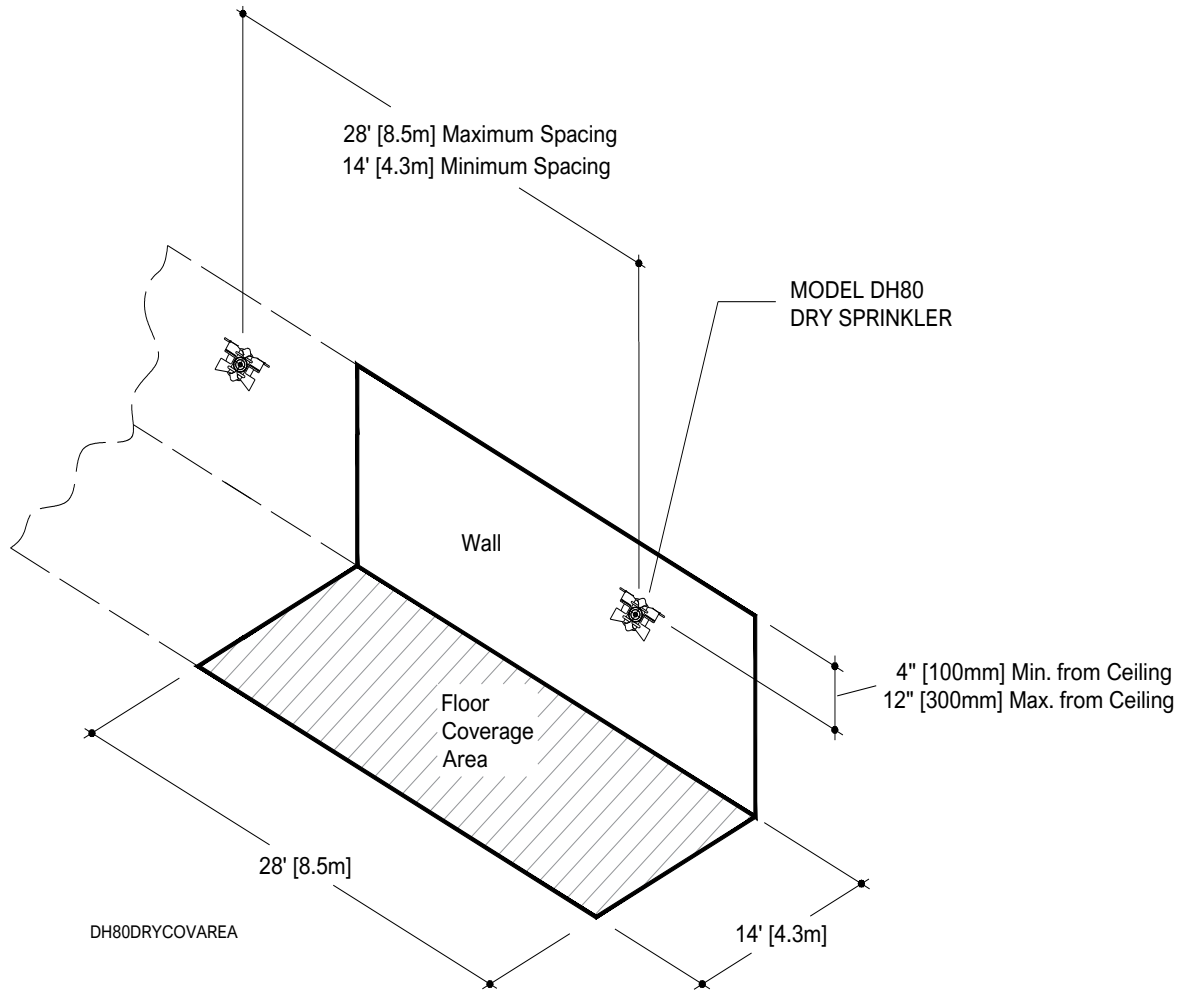 28' [8.5m] Maximum Spacing
14' [4.3m] Minimum Spacing
MODEL DH80
DRY SPRINKLER
Wall
4" [100mm] Min. from Ceiling
12" [300mm] Max. from Ceiling
Floor
Coverage
Area
28' [8.5m]
14' [4.3m]
DH80DRYCOVAREA